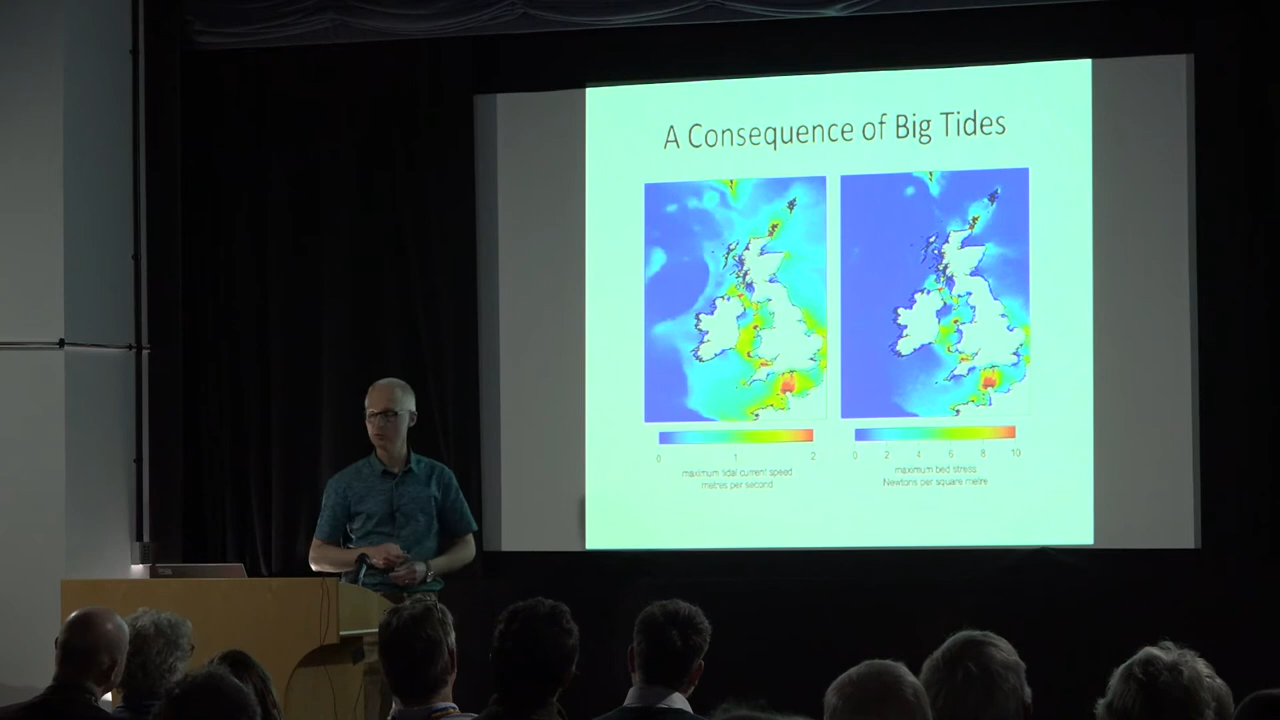 A Consequence of Big Tides
0 1 2
maximum tidal current speed
metres per second
0 2 4 6 8 10
maximum bed stress
Newtons per square metre